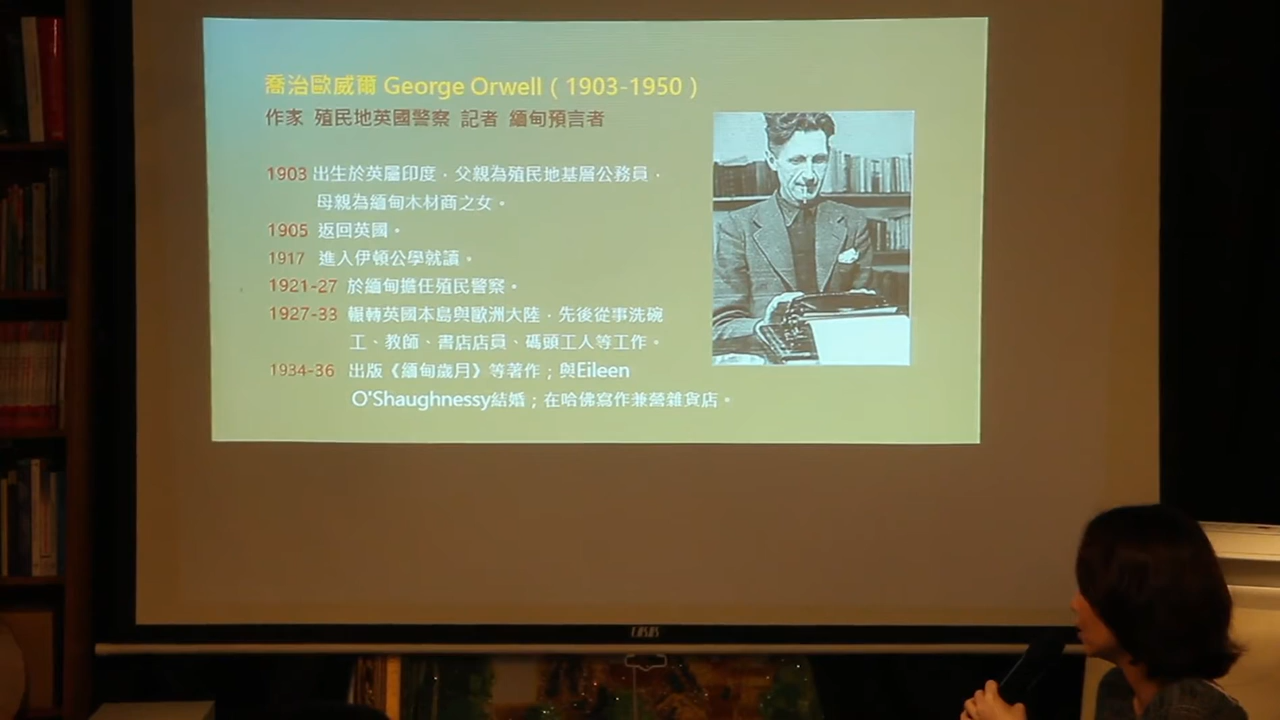 喬治歐威爾 George Orwell ( 1903-1950 )
作家 殖民地英國警察 記者 緬甸預言者
1903 出生於英屬印度，父親為殖民地基層公務員，
母親為緬甸木材商之女。
1905 返回英國。
1917 進入伊頓公學就讀。
1921-27 於緬甸擔任殖民警察。
1927-33 輾轉英國本島與歐洲大陸，先後從事洗碗
工、教師、書店店員、碼頭工人等工作。
1934-36 出版《緬甸歲月》等著作；與Eileen
O'Shaughnessy結婚；在哈佛寫作兼營雜貨店。